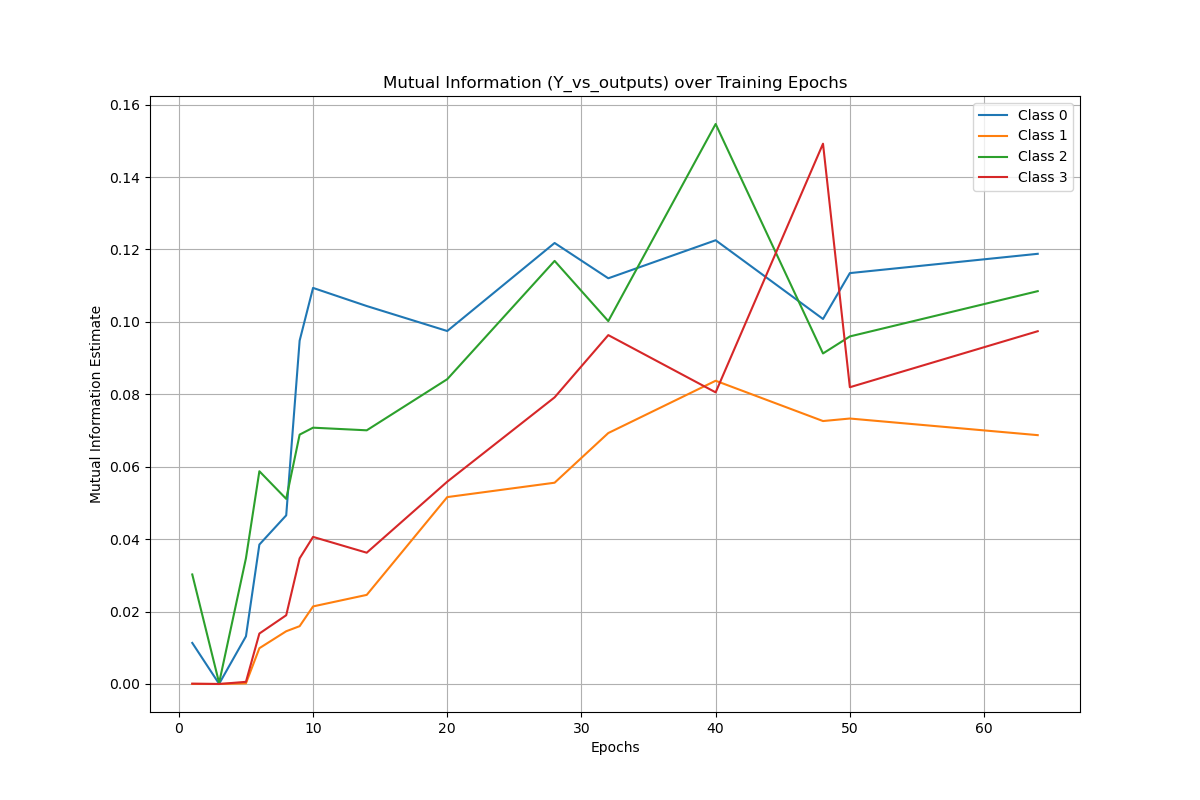 Mutual Information (Y_vs_outputs) over Training Epochs
Mutual Information Estimate
0.16
0.14
0.12
0.10
0.08
0.06
0.04
0.02
0.00
Class 0
Class 1
Class 2
Class 3
0 10 20 30 40 50 60
Epochs